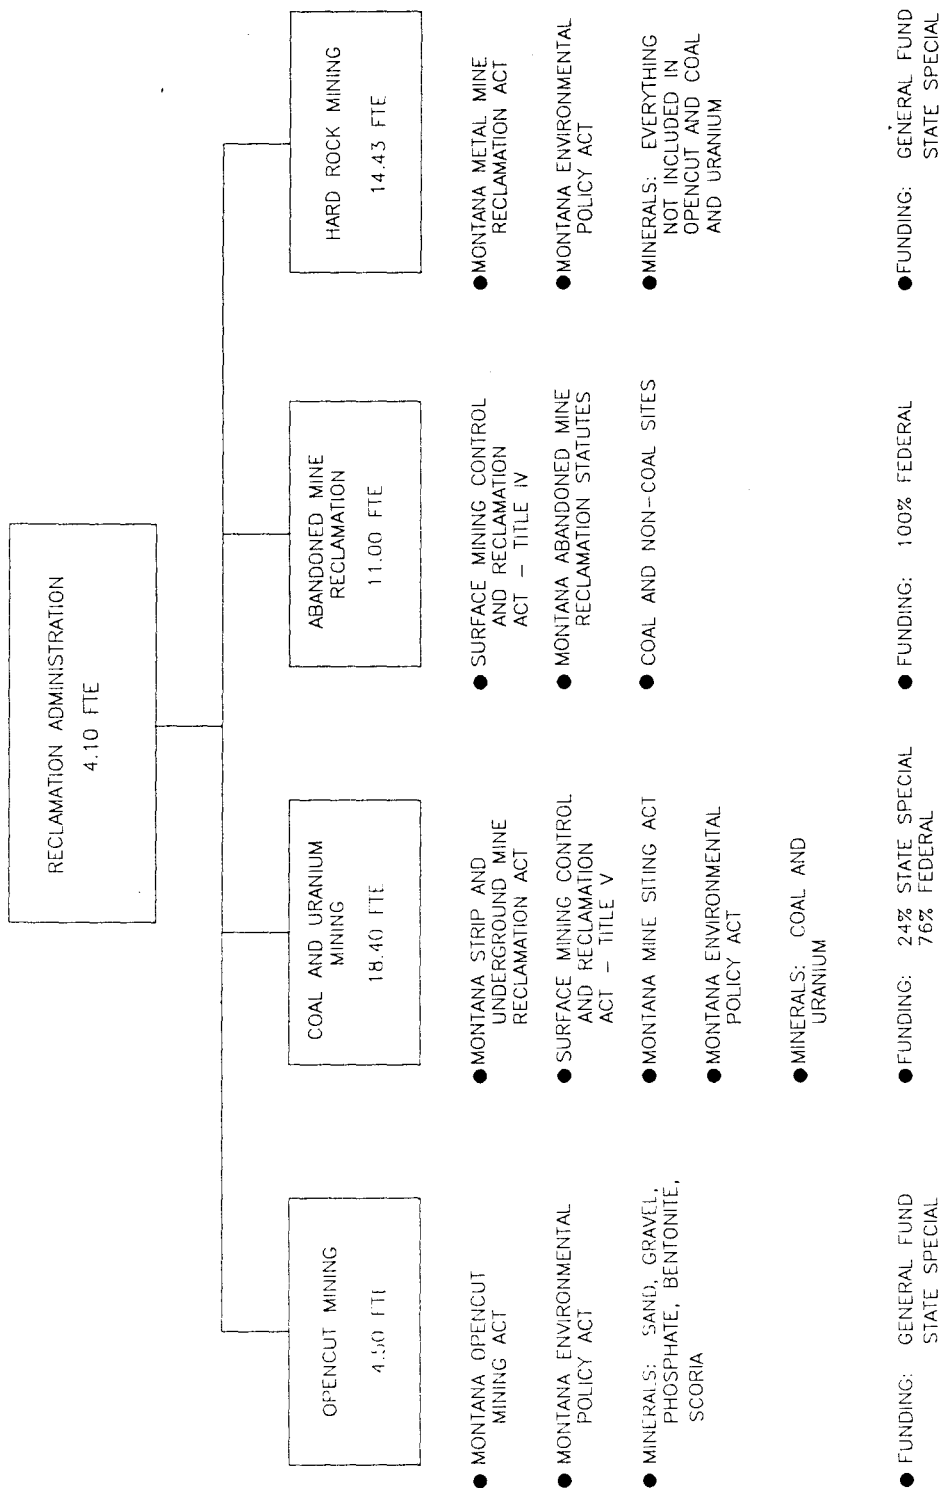 RECLAMATION ADMINISTRATION
4.10 FTE
OPENCUT MINING
4.50 FTE
● MONTANA OPENCUT
MINING ACT
● MONTANA ENVIRONMENTAL
POLICY ACT
● MINERALS: SAND, GRAVEL,
PHOSPHATE, BENTONITE,
SCORIA
● FUNDING: GENERAL FUND
STATE SPECIAL
COAL AND URANIUM
MINING
18.40 FTE
● MONTANA STRIP AND
UNDERGROUND MINE
RECLAMATION ACT
● SURFACE MINING CONTROL
AND RECLAMATION
ACT – TITLE V
● MONTANA MINE SITING ACT
● MONTANA ENVIRONMENTAL
POLICY ACT
● MINERALS: COAL AND
URANIUM
● FUNDING: 24% STATE SPECIAL
76% FEDERAL
ABANDONED MINE
RECLAMATION
11.00 FTE
● SURFACE MINING CONTROL
AND RECLAMATION
ACT – TITLE IV
● MONTANA ABANDONED MINE
RECLAMATION STATUTES
● COAL AND NON–COAL SITES
● FUNDING: 100% FEDERAL
HARD ROCK MINING
14.43 FTE
● MONTANA METAL MINE
RECLAMATION ACT
● MONTANA ENVIRONMENTAL
POLICY ACT
● MINERALS: EVERYTHING
NOT INCLUDED IN
OPENCUT AND COAL
AND URANIUM
● FUNDING: GENERAL FUND
STATE SPECIAL